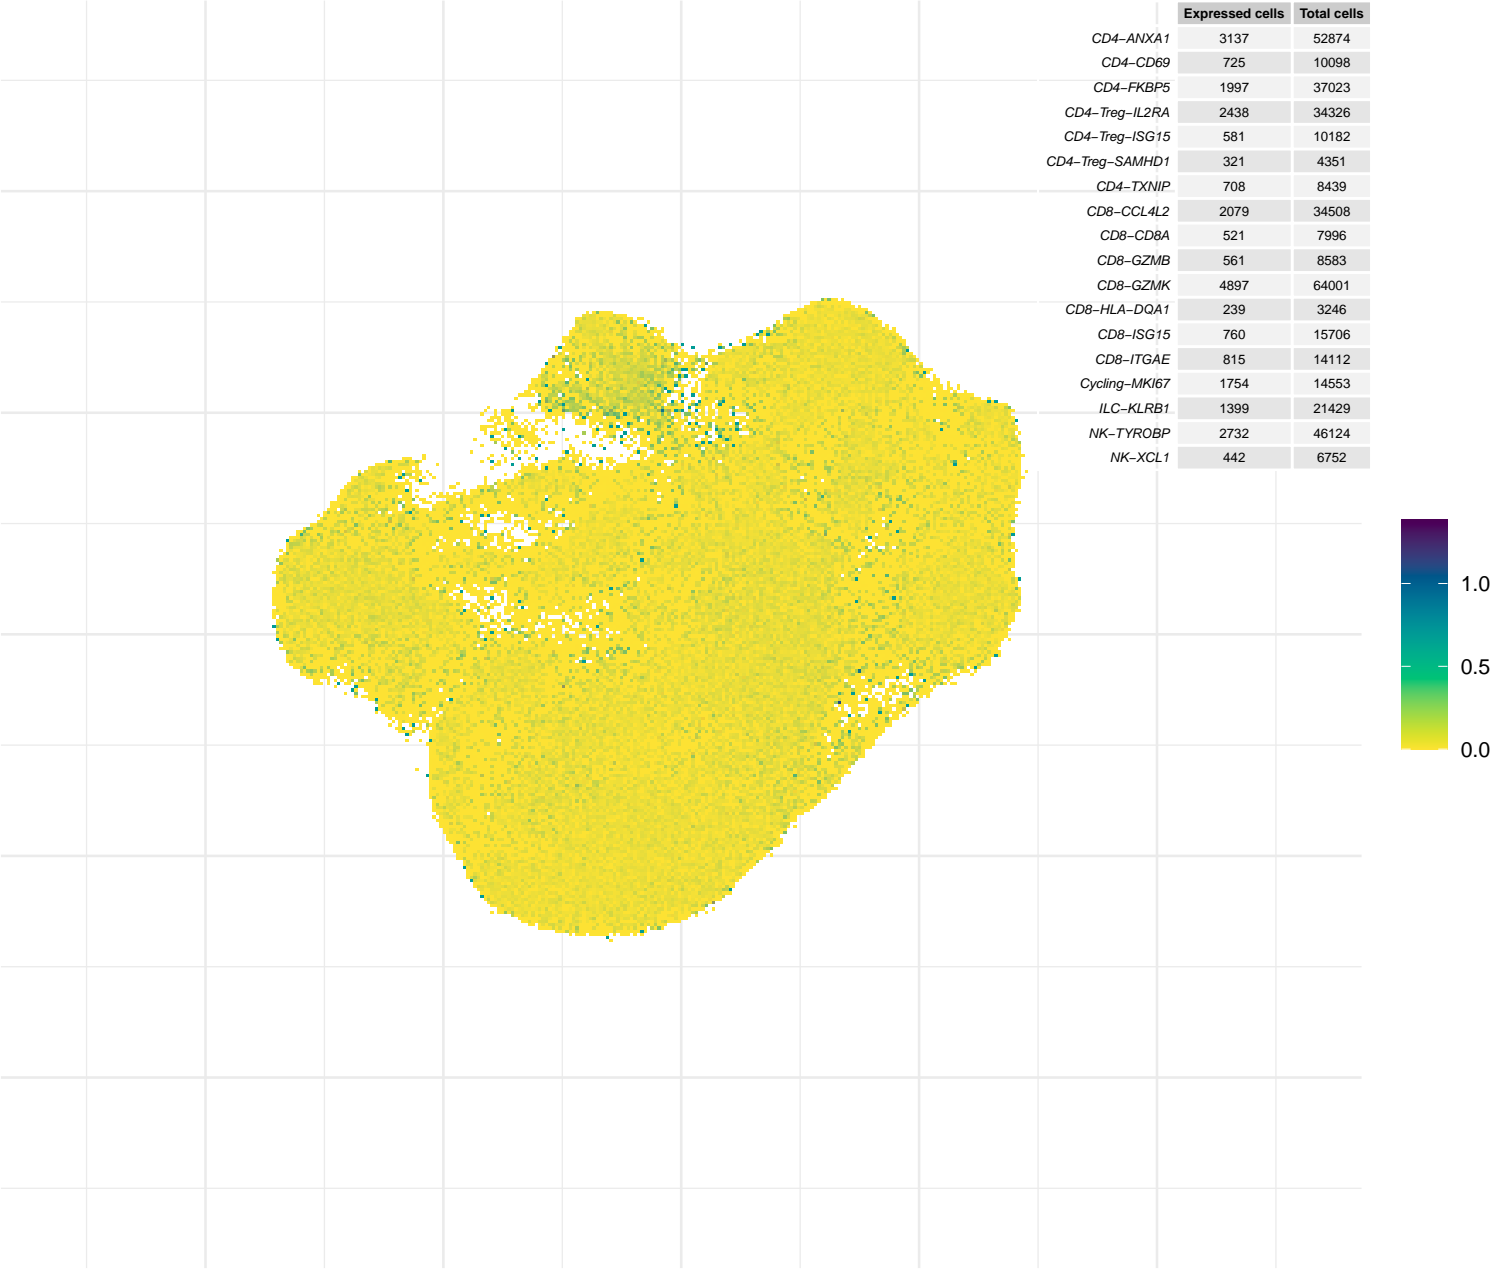 Expressed cells Total cells
CD4−ANXA1 3137 52874
CD4−CD69 725 10098
CD4−FKBP5 1997 37023
CD4−Treg−IL2RA 2438 34326
CD4−Treg−ISG15 581 10182
CD4−Treg−SAMHD1 321 4351
CD4−TXNIP 708 8439
CD8−CCL4L2 2079 34508
CD8−CD8A 521 7996
CD8−GZMB 561 8583
CD8−GZMK 4897 64001
CD8−HLA−DQA1 239 3246
CD8−ISG15 760 15706
CD8−ITGAE 815 14112
Cycling−MKI67 1754 14553
ILC−KLRB1 1399 21429
NK−TYROBP 2732 46124
NK−XCL1 442 6752
1.0
0.5
0.0